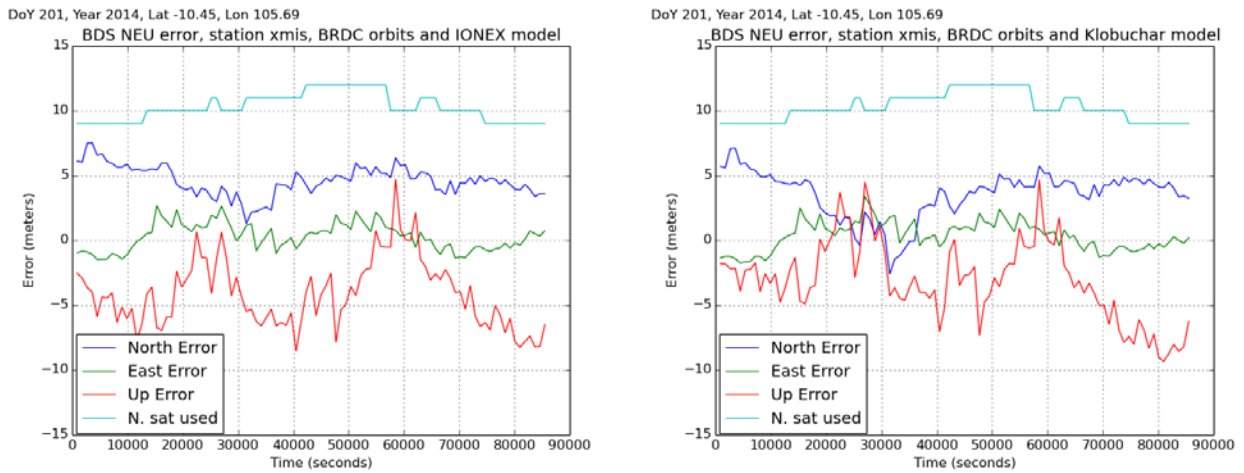 DoY 201, Year 2014, Lat -10.45, Lon 105.69
BDS NEU error, station xmis, BRDC orbits and IONEX model
15
10
5
0
−5
−10
−15
Error (meters)
North Error
East Error
Up Error
N. sat used
0 10000 20000 30000 40000 50000 60000 70000 80000 90000
Time (seconds)
DoY 201, Year 2014, Lat -10.45, Lon 105.69
BDS NEU error, station xmis, BRDC orbits and Klobuchar model
15
10
5
0
−5
−10
−15
Error (meters)
North Error
East Error
Up Error
N. sat used
0 10000 20000 30000 40000 50000 60000 70000 80000 90000
Time (seconds)